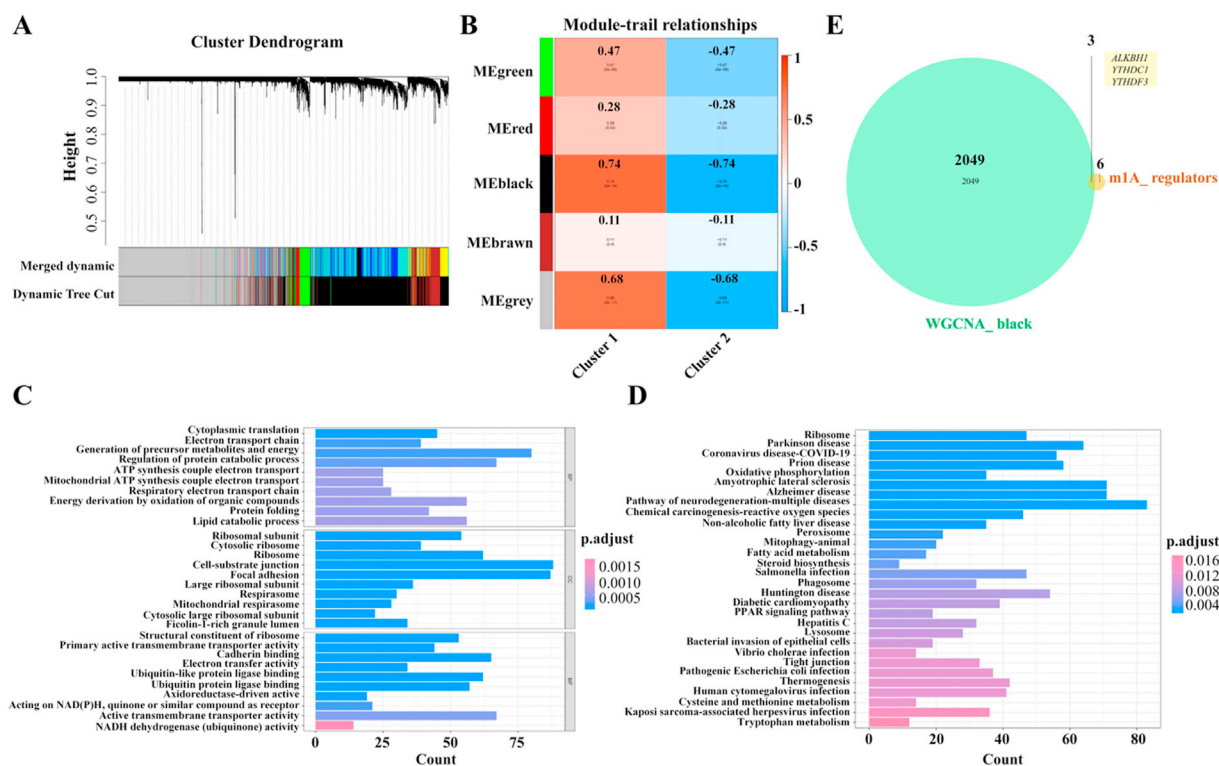 A
Cluster Dendrogram
Height
1.0
0.9
0.8
0.7
0.6
0.5
Merged dynamic
Dynamic Tree Cut
B
Module-trail relationships
MEgreen
MEred
MEblack
MEbrawn
MEgrey
0.47
-0.47
0.28
-0.28
0.74
-0.74
0.11
-0.11
0.68
-0.68
1
0.5
0
-0.5
-1
Cluster 1
Cluster 2
E
3
ALKBH1
YTHDC1
YTHDF3
2049
2049
6
m1A_ regulators
WGCNA_ black
C
Cytoplasmic translation
Electron transport chain
Generation of precursor metabolites and energy
Regulation of protein catabolic process
ATP synthesis couple electron transport
Mitochondrial ATP synthesis couple electron transport
Respiratory electron transport chain
Energy derivation by oxidation of organic compounds
Protein folding
Lipid catabolic process
BP
Ribosomal subunit
Cytosolic ribosome
Ribosome
Cell-substrate junction
Focal adhesion
Large ribosomal subunit
Respirasome
Mitochondrial respirasome
Cytosolic large ribosomal subunit
Ficolin-1-rich granule lumen
CC
Structural constituent of ribosome
Primary active transmembrane transporter activity
Cadherin binding
Electron transfer activity
Ubiquitin-like protein ligase binding
Ubiquitin protein ligase binding
Axidoreductase-driven active
Acting on NAD(P)H, quinone or similar compound as receptor
Active transmembrane transporter activity
NADH dehydrogenase (ubiquinone) activity
MF
0
25
50
75
Count
p.adjust
0.0015
0.0010
0.0005
D
Ribosome
Parkinson disease
Coronavirus disease-COVID-19
Prion disease
Oxidative phosphorylation
Amyotrophic lateral sclerosis
Alzheimer disease
Pathway of neurodegeneration-multiple diseases
Chemical carcinogenesis-reactive oxygen species
Non-alcoholic fatty liver disease
Peroxisome
Mitophagy-animal
Fatty acid metabolism
Steroid biosynthesis
Salmonella infection
Phagosome
Huntington disease
Diabetic cardiomyopathy
PPAR signaling pathway
Hepatitis C
Lysosome
Bacterial invasion of epithelial cells
Vibrio cholerae infection
Tight junction
Pathogenic Escherichia coli infection
Thermogenesis
Human cytomegalovirus infection
Cysteine and methionine metabolism
Kaposi sarcoma-associated herpesvirus infection
Tryptophan metabolism
0
20
40
60
80
Count
p.adjust
0.016
0.012
0.008
0.004